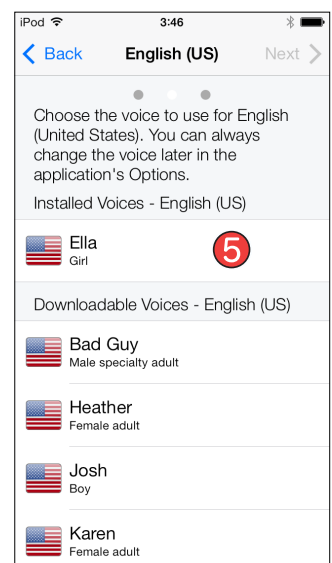 iPod 3:46
Back English (US) Next
Choose the voice to use for English
(United States). You can always
change the voice later in the
application's Options.
Installed Voices - English (US)
Ella
Girl
5
Downloadable Voices - English (US)
Bad Guy
Male specialty adult
Heather
Female adult
Josh
Boy
Karen
Female adult